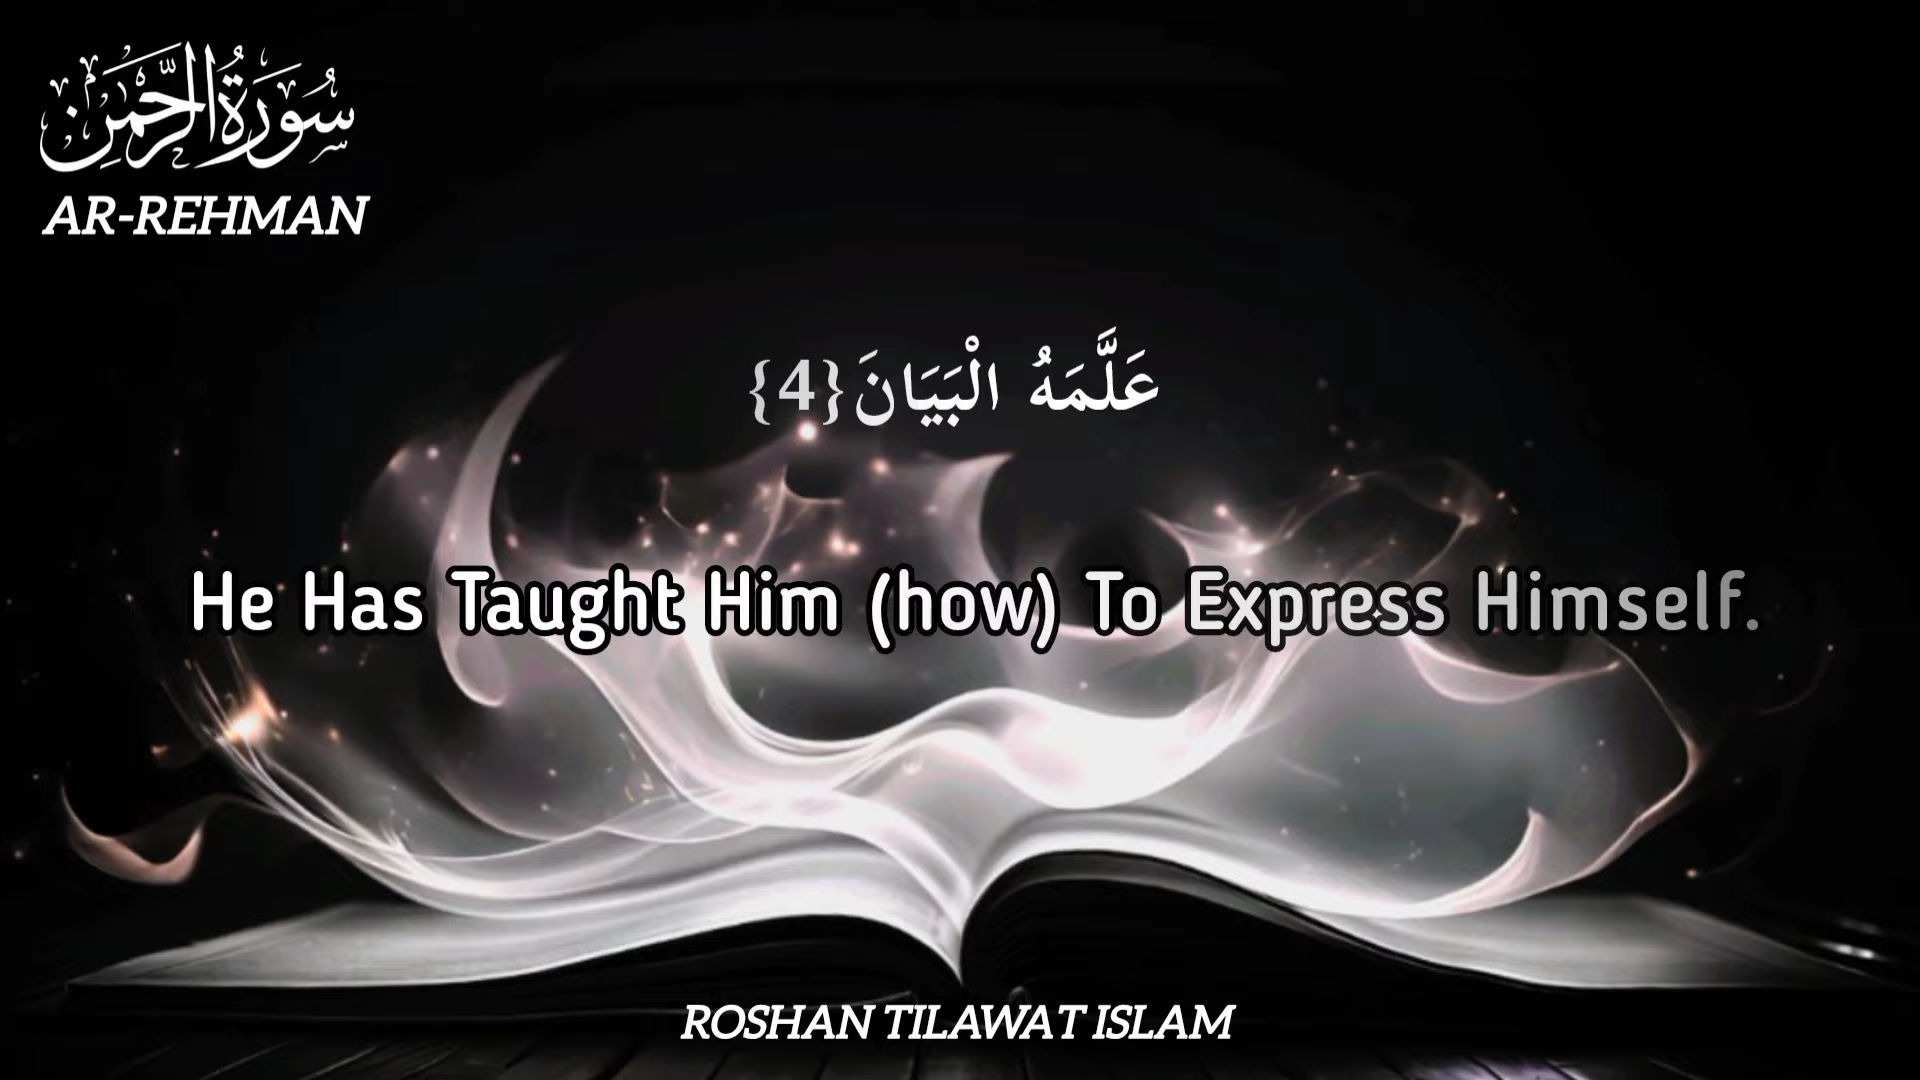 سُورَةُ الرَّحْمَٰن
AR-REHMAN
عَلَّمَهُ الْبَيَانَ{4}
He Has Taught Him (how) To Express Himself.
ROSHAN TILAWAT ISLAM